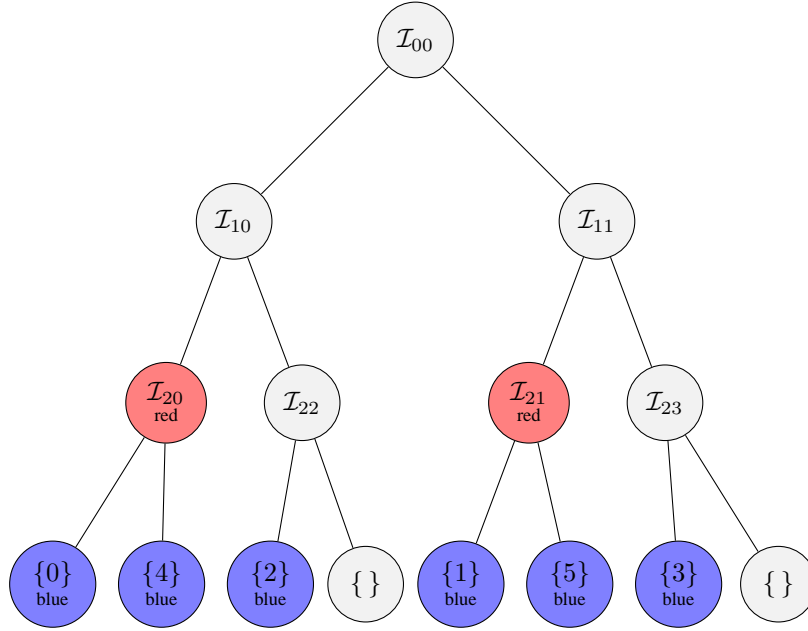 𝓘₀₀
𝓘₁₀
𝓘₁₁
𝓘₂₀
red
𝓘₂₂
𝓘₂₁
red
𝓘₂₃
{0}
blue
{4}
blue
{2}
blue
{ }
{1}
blue
{5}
blue
{3}
blue
{ }